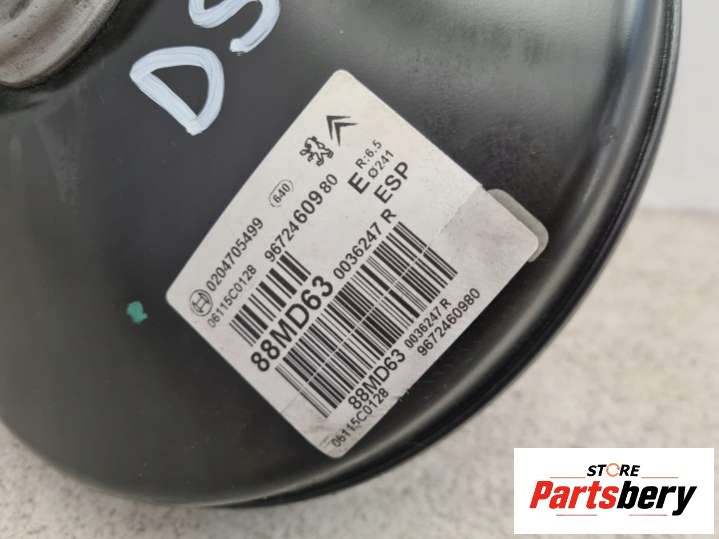 DS
0204705499
640
R:6.5
Ø241
06115C0128
9672460980
E
ESP
88MD63
0036247 R
88MD63
0036247 R
06115C0128
9672460980
STORE
Partsbery